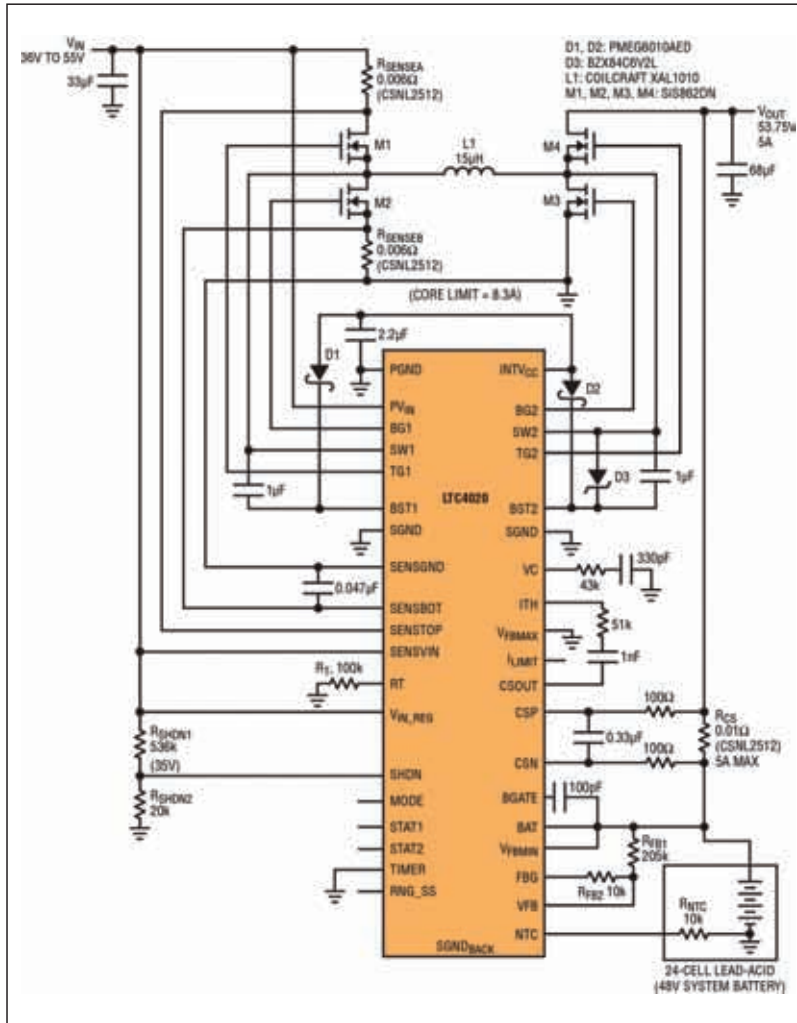 VIN
36V TO 55V
33µF
RSENSEA
0.006Ω
(CSNL2512)
D1, D2: PMEG6010AED
D3: BZX84C6V2L
L1: COILCRAFT XAL1010
M1, M2, M3, M4: SIS862DN
VOUT
53.75V
5A
68µF
M1
L1
15µH
M4
M2
M3
RSENSEB
0.006Ω
(CSNL2512)
(CORE LIMIT = 8.3A)
2.2µF
D1
D2
D3
1µF
1µF
LTC4020
PGND
PVIN
BG1
SW1
TG1
BST1
SGND
SENSGND
0.047µF
SENSBOT
SENSTOP
SENSVIN
RT, 100k
RT
VIN_REG
RSHDN1
536k
(35V)
SHDN
RSHDN2
20k
MODE
STAT1
STAT2
TIMER
RNG_SS
SGNDBACK
INTVCC
BG2
SW2
TG2
BST2
SGND
VC
43k
330pF
ITH
51k
VFBMAX
1nF
ILIMIT
CSOUT
CSP
100Ω
0.33µF
RCS
0.01Ω
(CSNL2512)
5A MAX
CSN
100Ω
BGATE
100pF
BAT
VFBMIN
RFB1
205k
FBG
RFB2 10k
VFB
NTC
RNTC
10k
24-CELL LEAD-ACID
(48V SYSTEM BATTERY)